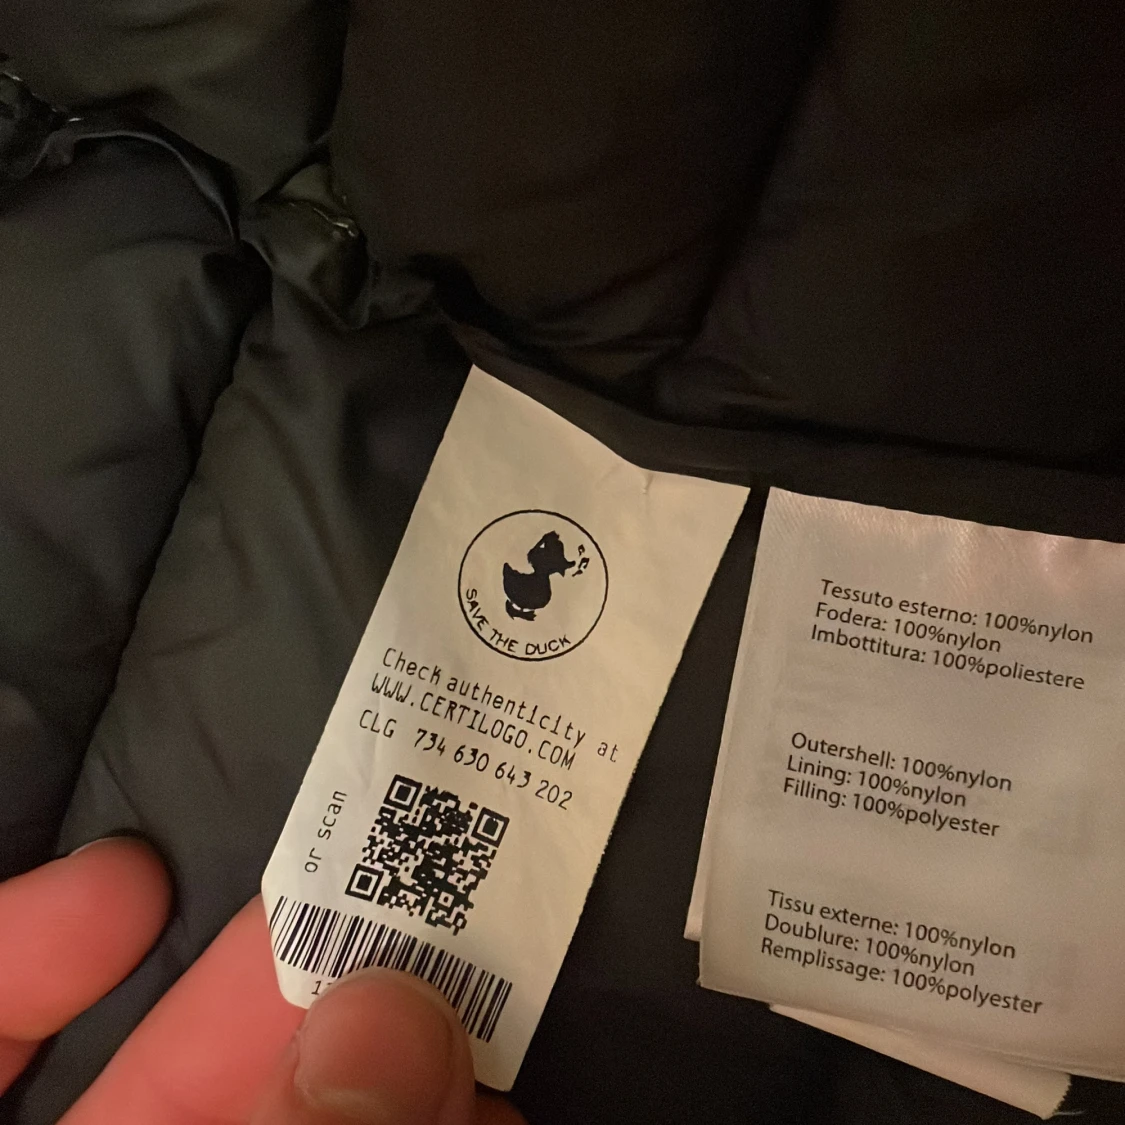 SAVE THE DUCK
Check authenticity at
WWW.CERTILOGO.COM
CLG 734 630 643 202
or scan
Tessuto esterno: 100%nylon
Fodera: 100%nylon
Imbottitura: 100%poliestere
Outershell: 100%nylon
Lining: 100%nylon
Filling: 100%polyester
Tissu externe: 100%nylon
Doublure: 100%nylon
Remplissage: 100%polyester